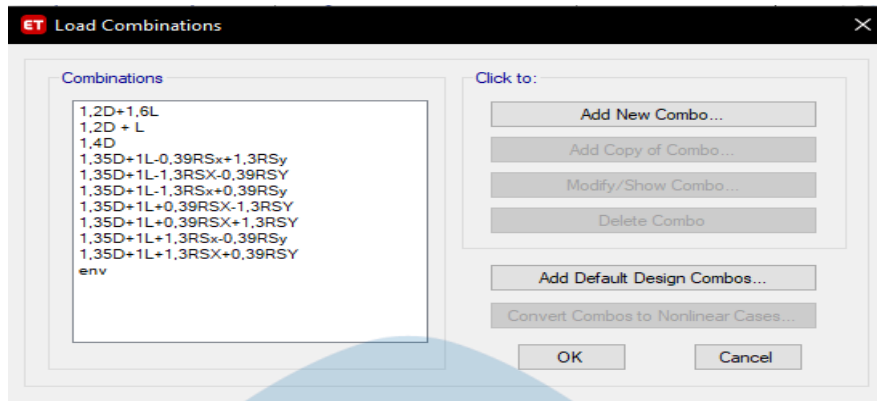 ET Load Combinations
Combinations
1,2D+1,6L
1,2D + L
1,4D
1,35D+1L-0,39RSx+1,3RSy
1,35D+1L-1,3RSX-0,39RSY
1,35D+1L-1,3RSx+0,39RSy
1,35D+1L+0,39RSX-1,3RSY
1,35D+1L+0,39RSX+1,3RSY
1,35D+1L+1,3RSx-0,39RSy
1,35D+1L+1,3RSX+0,39RSY
env
Click to:
Add New Combo...
Add Copy of Combo...
Modify/Show Combo...
Delete Combo
Add Default Design Combos...
Convert Combos to Nonlinear Cases...
OK Cancel